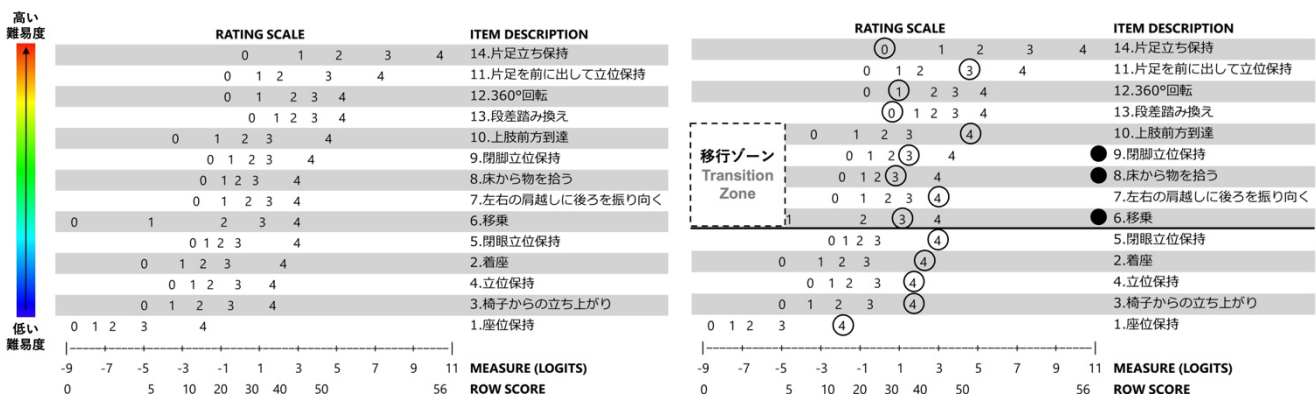 高い
難易度
RATING SCALE ITEM DESCRIPTION
0 1 2 3 4 14.片足立ち保持
0 1 2 3 4 11.片足を前に出して立位保持
0 1 2 3 4 12.360°回転
0 1 2 3 4 13.段差踏み換え
0 1 2 3 4 10.上肢前方到達
0 1 2 3 4 9.閉脚立位保持
0 1 2 3 4 8.床から物を拾う
0 1 2 3 4 7.左右の肩越しに後ろを振り向く
0 1 2 3 4 6.移乗
0 1 2 3 4 5.閉眼立位保持
0 1 2 3 4 2.着座
0 1 2 3 4 4.立位保持
0 1 2 3 4 3.椅子からの立ち上がり
0 1 2 3 4 1.座位保持
低い
難易度
-9 -7 -5 -3 -1 1 3 5 7 9 11 MEASURE (LOGITS)
0 5 10 20 30 40 50 56 ROW SCORE
RATING SCALE ITEM DESCRIPTION
0 1 2 3 4 14.片足立ち保持
0 1 2 3 4 11.片足を前に出して立位保持
0 1 2 3 4 12.360°回転
0 1 2 3 4 13.段差踏み換え
0 1 2 3 4 10.上肢前方到達
0 1 2 3 4 9.閉脚立位保持
0 1 2 3 4 8.床から物を拾う
0 1 2 3 4 7.左右の肩越しに後ろを振り向く
1 2 3 4 6.移乗
移行ゾーン
Transition
Zone
0 1 2 3 4 5.閉眼立位保持
0 1 2 3 4 2.着座
0 1 2 3 4 4.立位保持
0 1 2 3 4 3.椅子からの立ち上がり
0 1 2 3 4 1.座位保持
-9 -7 -5 -3 -1 1 3 5 7 9 11 MEASURE (LOGITS)
0 5 10 20 30 40 50 56 ROW SCORE